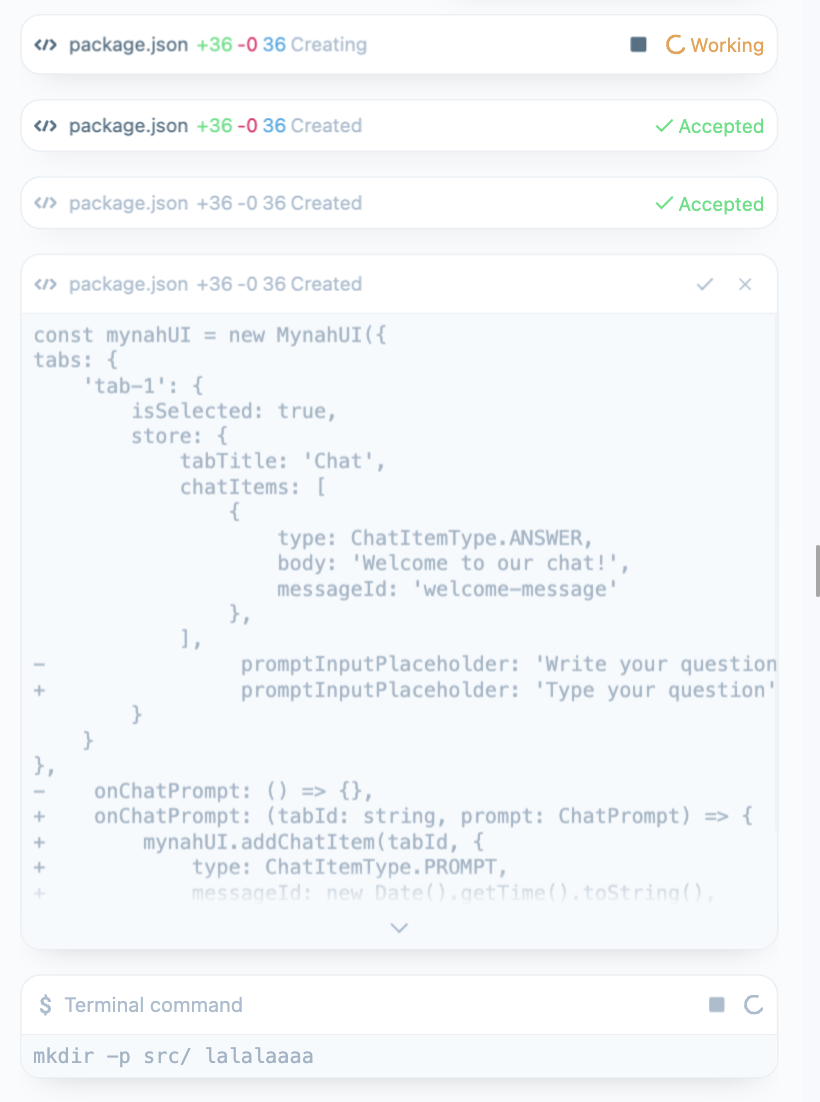 </> package.json +36 -0 36 Creating Working
</> package.json +36 -0 36 Created Accepted
</> package.json +36 -0 36 Created Accepted
</> package.json +36 -0 36 Created
const mynahUI = new MynahUI({
tabs: {
    'tab-1': {
        isSelected: true,
        store: {
            tabTitle: 'Chat',
            chatItems: [
                {
                    type: ChatItemType.ANSWER,
                    body: 'Welcome to our chat!',
                    messageId: 'welcome-message'
                },
            ],
-                promptInputPlaceholder: 'Write your question
+                promptInputPlaceholder: 'Type your question'
        }
    }
},
-    onChatPrompt: () => {},
+    onChatPrompt: (tabId: string, prompt: ChatPrompt) => {
+        mynahUI.addChatItem(tabId, {
+            type: ChatItemType.PROMPT,
+            messageId: new Date().getTime().toString(),
$ Terminal command
mkdir -p src/ lalalaaaa